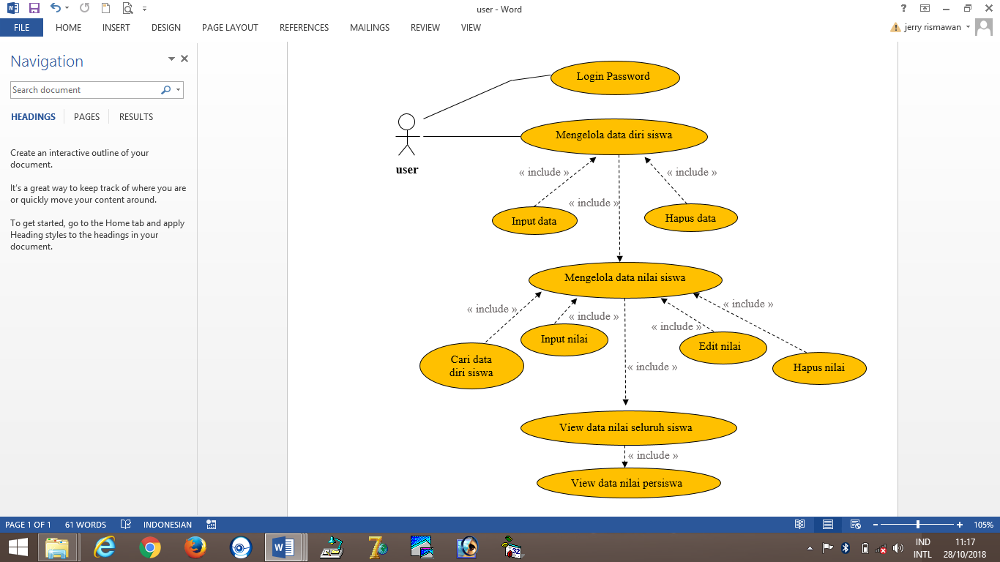 user - Word
FILE
HOME
INSERT
DESIGN
PAGE LAYOUT
REFERENCES
MAILINGS
REVIEW
VIEW
jerry rismawan
Navigation
Search document
HEADINGS
PAGES
RESULTS
Create an interactive outline of your
document.
It's a great way to keep track of where you are
or quickly move your content around.
To get started, go to the Home tab and apply
Heading styles to the headings in your
document.
Login Password
Mengelola data diri siswa
user
« include »
« include »
« include »
Input data
Hapus data
Mengelola data nilai siswa
« include »
« include »
« include »
« include »
Input nilai
Edit nilai
Cari data
diri siswa
Hapus nilai
« include »
View data nilai seluruh siswa
« include »
View data nilai persiswa
PAGE 1 OF 1
61 WORDS
INDONESIAN
105%
32
IND
INTL
11:17
28/10/2018